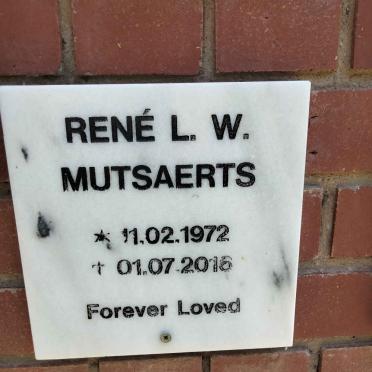 RENÉ L. W.
MUTSAERTS
* 11.02.1972
† 01.07.2016
Forever Loved